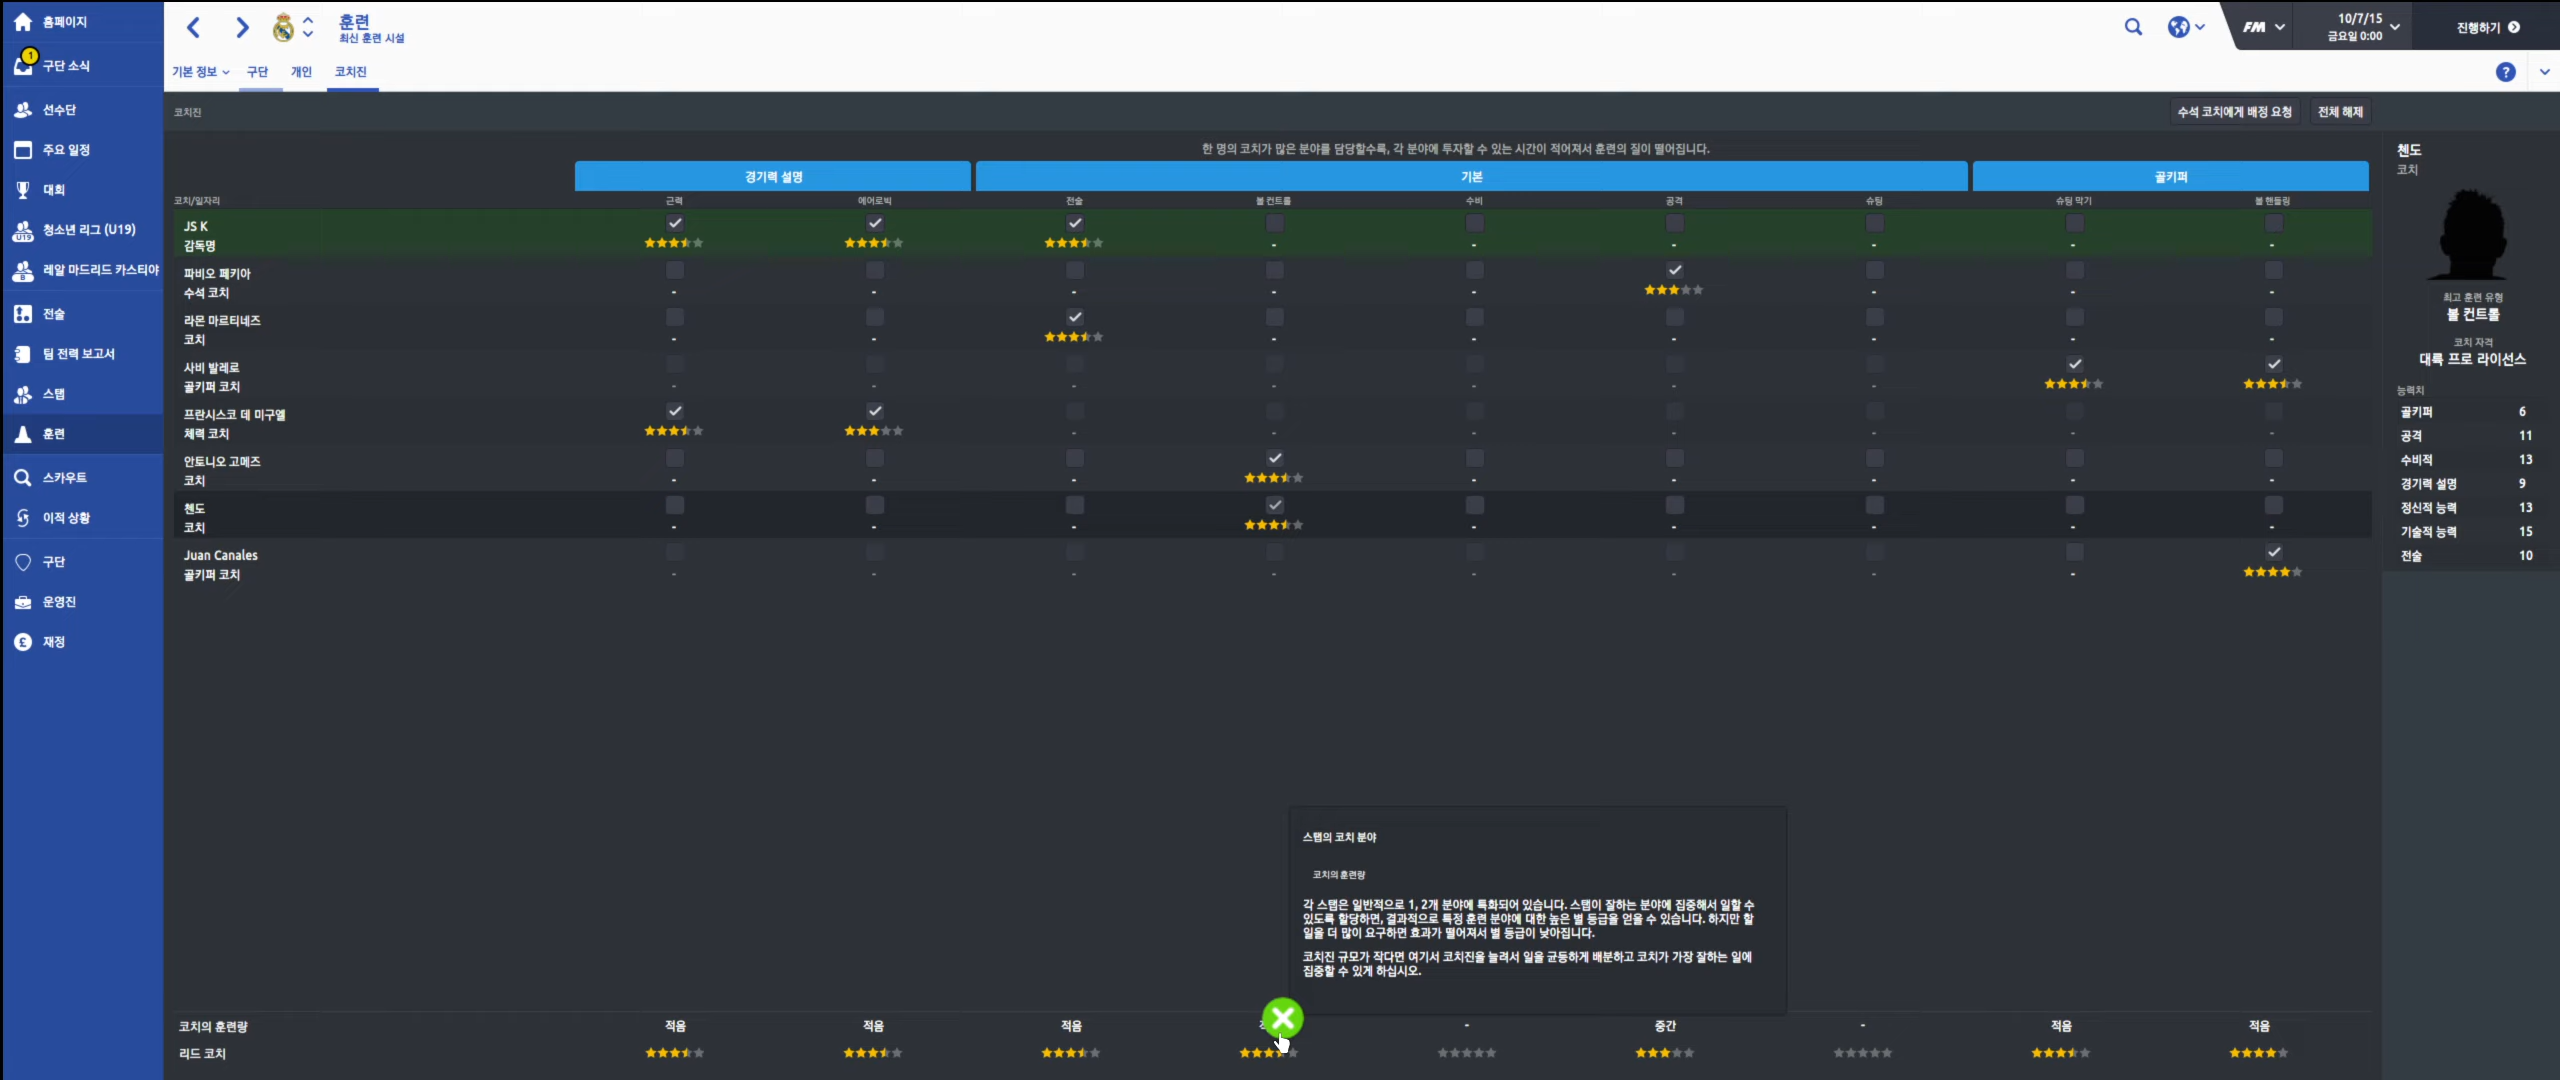 홈페이지
1
구단 소식
선수단
주요 일정
대회
U19
청소년 리그 (U19)
B
레알 마드리드 카스티야
전술
팀 전력 보고서
스탭
훈련
스카우트
이적 상황
구단
운영진
재정
훈련
최신 훈련 시설
FM
10/7/15
금요일 0:00
진행하기
기본 정보
구단
개인
코치진
코치진
수석 코치에게 배정 요청
전체 해제
한 명의 코치가 많은 분야를 담당할수록, 각 분야에 투자할 수 있는 시간이 적어져서 훈련의 질이 떨어집니다.
경기력 설명
기본
골키퍼
코치/일자리
근력
에어로빅
전술
볼 컨트롤
수비
공격
슈팅
슈팅 막기
볼 핸들링
JS K
감독명
- - - - - -
파비오 페키아
수석 코치
- - - - - - - -
라몬 마르티네즈
코치
- - - - - - - -
사비 발레로
골키퍼 코치
- - - - - - -
프란시스코 데 미구엘
체력 코치
- - - - - - -
안토니오 고메즈
코치
- - - - - - - -
첸도
코치
- - - - - - - -
Juan Canales
골키퍼 코치
- - - - - - - -
첸도
코치
최고 훈련 유형
볼 컨트롤
코치 자격
대륙 프로 라이선스
능력치
골키퍼 6
공격 11
수비적 13
경기력 설명 9
정신적 능력 13
기술적 능력 15
전술 10
스탭의 코치 분야
코치의 훈련량
각 스탭은 일반적으로 1, 2개 분야에 특화되어 있습니다. 스탭이 잘하는 분야에 집중해서 일할 수
있도록 할당하면, 결과적으로 특정 훈련 분야에 대한 높은 별 등급을 얻을 수 있습니다. 하지만 할
일을 더 많이 요구하면 효과가 떨어져서 별 등급이 낮아집니다.
코치진 규모가 작다면 여기서 코치진을 늘려서 일을 균등하게 배분하고 코치가 가장 잘하는 일에
집중할 수 있게 하십시오.
코치의 훈련량
적음
적음
적음
-
중간
-
적음
적음
리드 코치